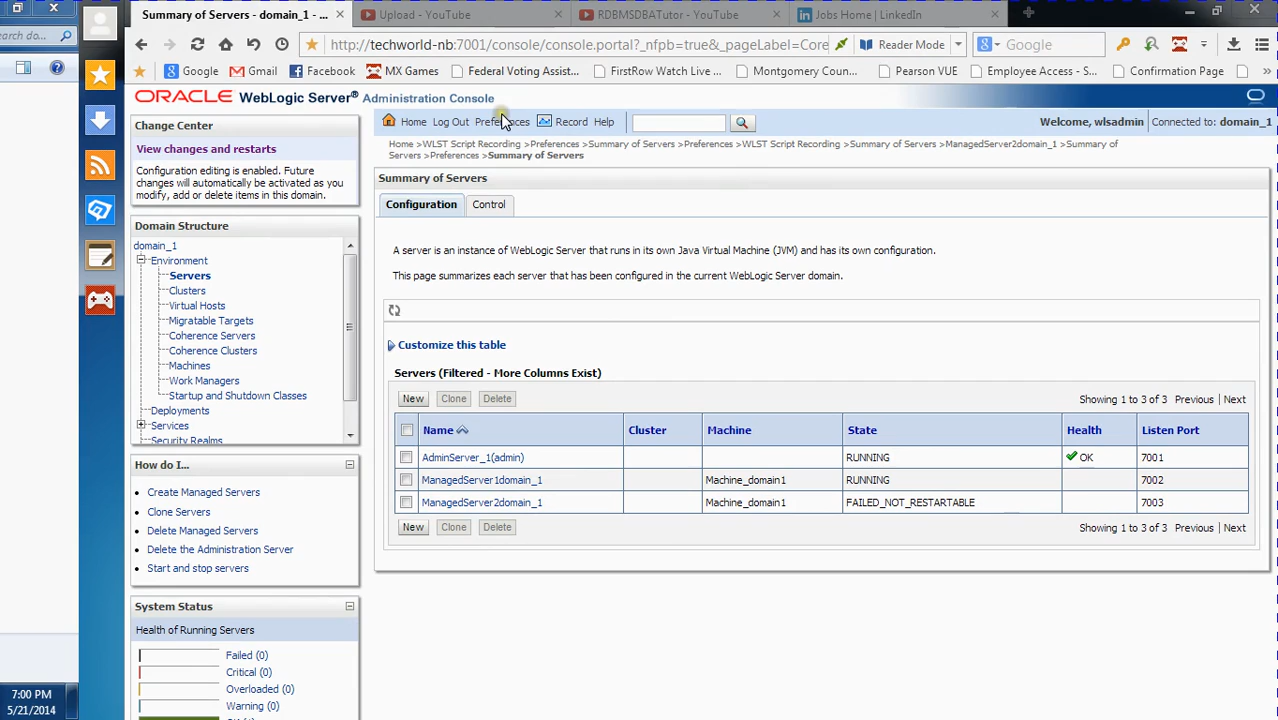 Summary of Servers - domain_1 - ...
Upload - YouTube
RDBMSDBATutor - YouTube
Jobs Home | LinkedIn
earch do...
Reader Mode
Google
Google
Gmail
Facebook
MX Games
Federal Voting Assist...
FirstRow Watch Live ...
Montgomery Coun...
Pearson VUE
Employee Access - S...
Confirmation Page
ORACLE WebLogic Server® Administration Console
Change Center
View changes and restarts
Configuration editing is enabled. Future
changes will automatically be activated as you
modify, add or delete items in this domain.
Home Log Out Preferences Record Help
Welcome, wlsadmin Connected to: domain_1
Home >WLST Script Recording >Preferences >Summary of Servers >Preferences >WLST Script Recording >Summary of Servers >ManagedServer2domain_1 >Summary of
Servers >Preferences >Summary of Servers
Summary of Servers
Configuration Control
A server is an instance of WebLogic Server that runs in its own Java Virtual Machine (JVM) and has its own configuration.
This page summarizes each server that has been configured in the current WebLogic Server domain.
Customize this table
Servers (Filtered - More Columns Exist)
New Clone Delete Showing 1 to 3 of 3 Previous | Next
Name Cluster Machine State Health Listen Port
AdminServer_1(admin) RUNNING OK 7001
ManagedServer1domain_1 Machine_domain1 RUNNING 7002
ManagedServer2domain_1 Machine_domain1 FAILED_NOT_RESTARTABLE 7003
New Clone Delete Showing 1 to 3 of 3 Previous | Next
Domain Structure
domain_1
Environment
Servers
Clusters
Virtual Hosts
Migratable Targets
Coherence Servers
Coherence Clusters
Machines
Work Managers
Startup and Shutdown Classes
Deployments
Services
Security Realms
How do I...
Create Managed Servers
Clone Servers
Delete Managed Servers
Delete the Administration Server
Start and stop servers
System Status
Health of Running Servers
Failed (0)
Critical (0)
Overloaded (0)
Warning (0)
7:00 PM
5/21/2014